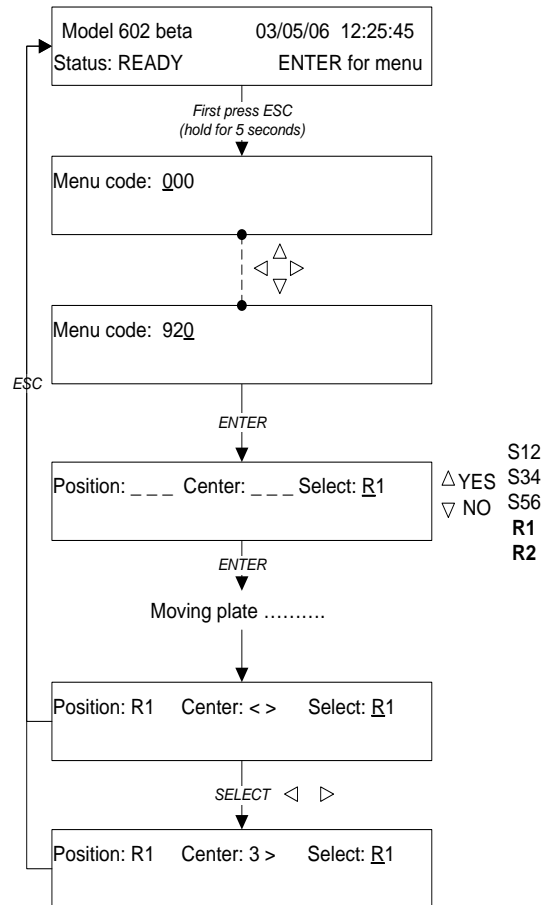 Model 602 beta 03/05/06 12:25:45
Status: READY ENTER for menu
First press ESC
(hold for 5 seconds)
Menu code: 000
Menu code: 920
ESC
ENTER
Position: _ _ _ Center: _ _ _ Select: R1
YES
NO
S12
S34
S56
R1
R2
ENTER
Moving plate ..........
Position: R1 Center: < > Select: R1
SELECT
Position: R1 Center: 3 > Select: R1